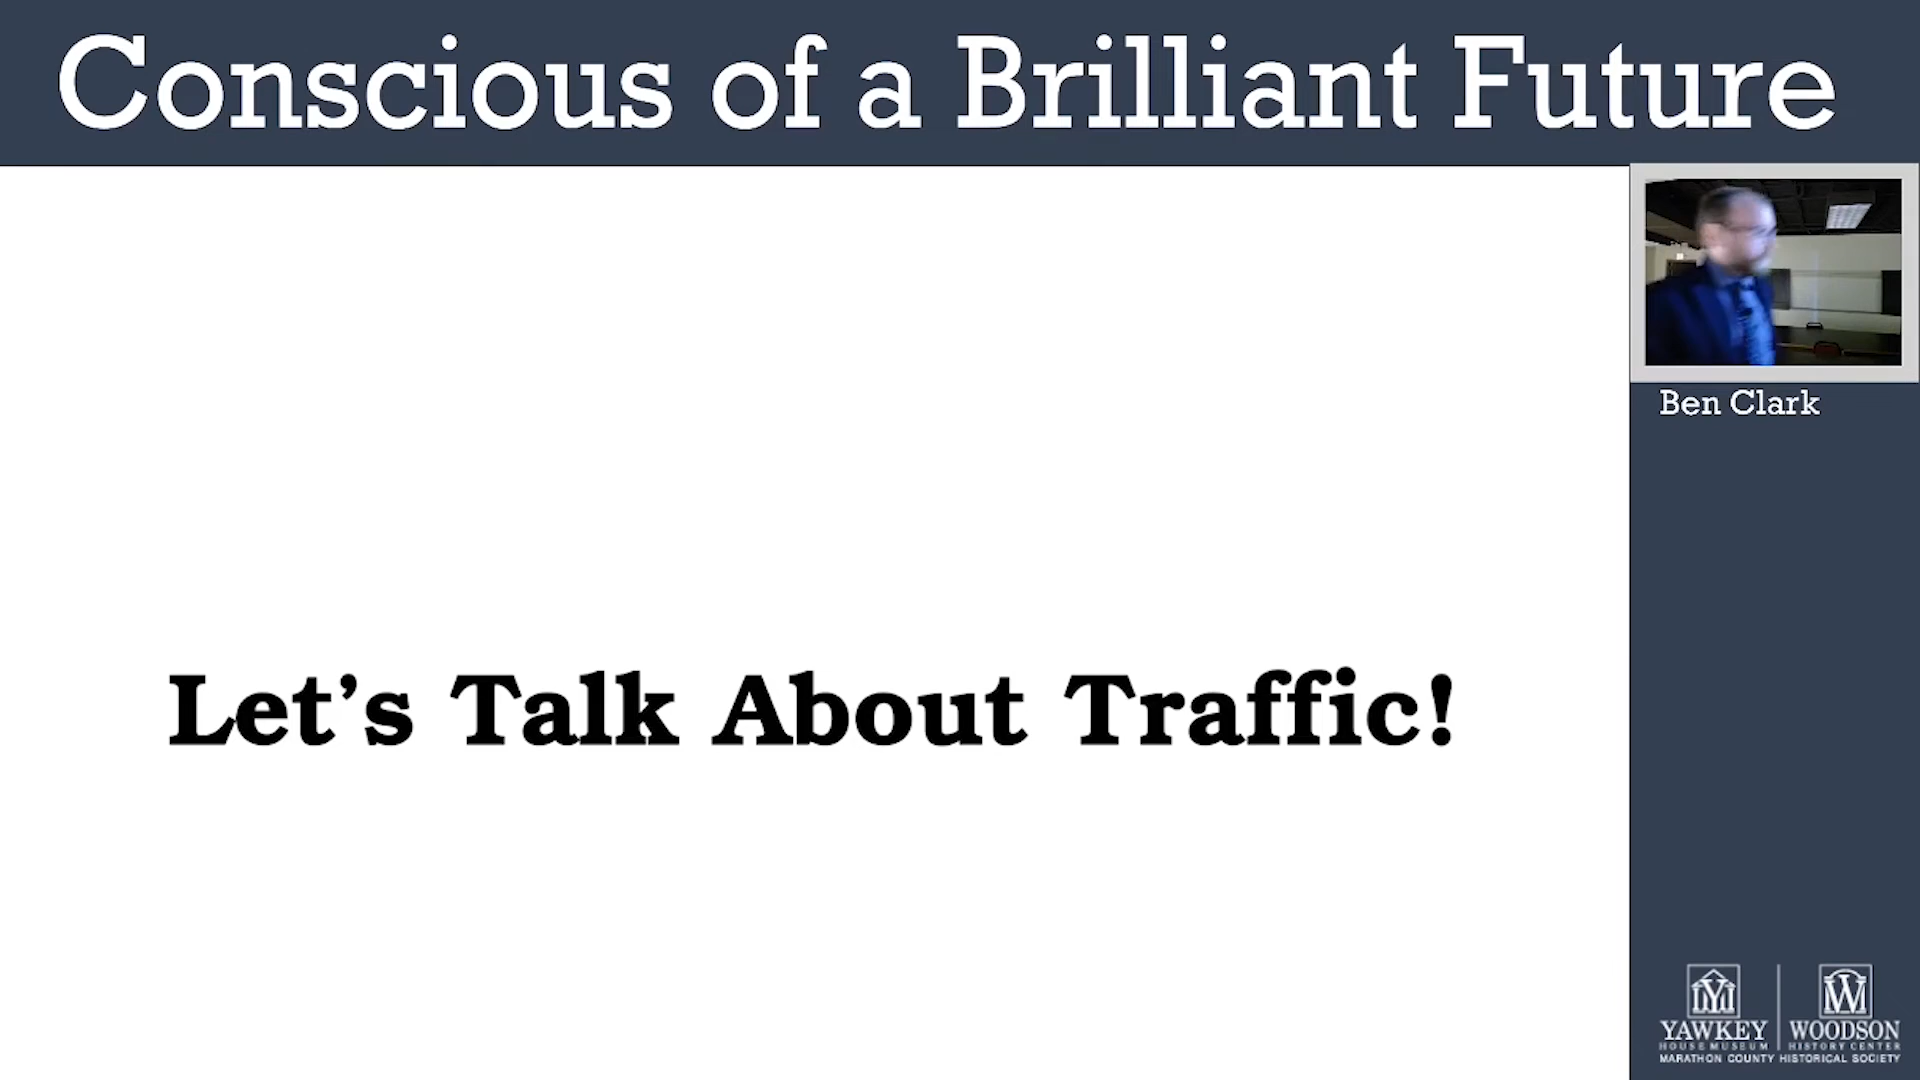 Conscious of a Brilliant Future
Ben Clark
Let's Talk About Traffic!
YAWKEY
HOUSE MUSEUM
WOODSON
HISTORY CENTER
MARATHON COUNTY HISTORICAL SOCIETY